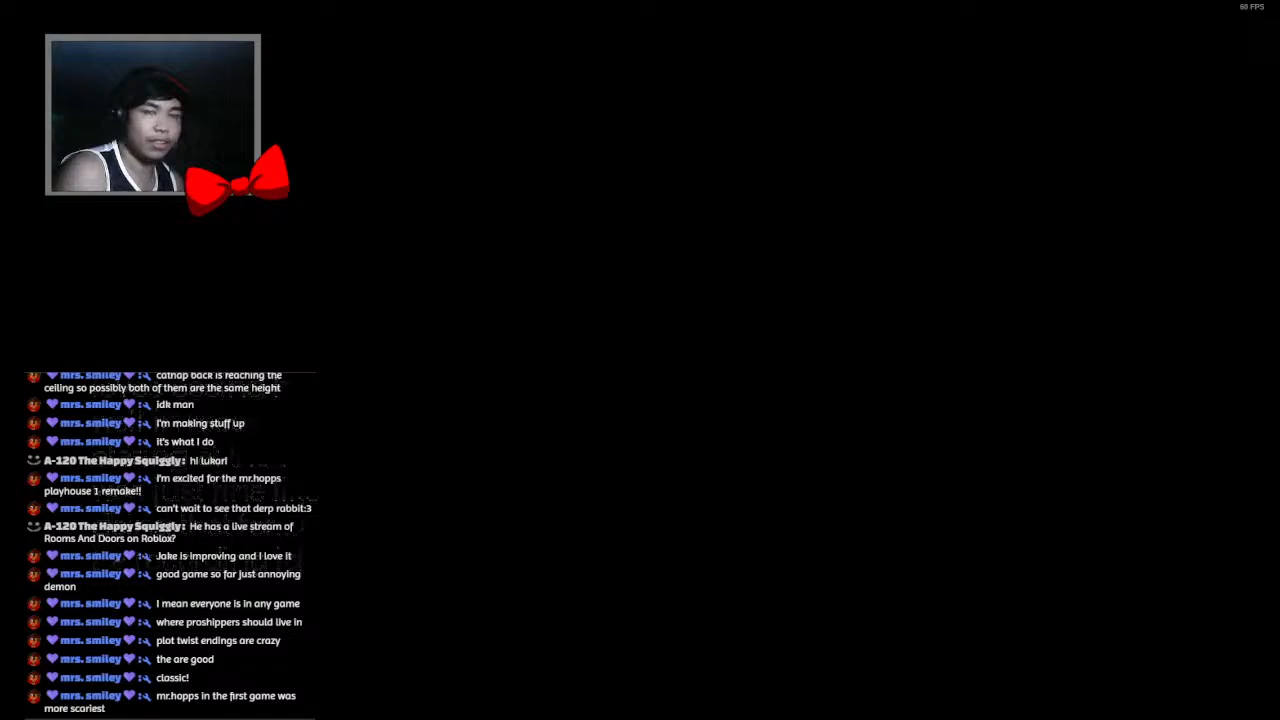 60 FPS
mrs. smiley: catnap back is reaching the
ceiling so possibly both of them are the same height
mrs. smiley: idk man
mrs. smiley: I'm making stuff up
mrs. smiley: it's what I do
A-120 The Happy Squiggly: hi lukari
mrs. smiley: I'm excited for the mr.hopps
playhouse 1 remake!!
mrs. smiley: can't wait to see that derp rabbit:3
A-120 The Happy Squiggly: He has a live stream of
Rooms And Doors on Roblox?
mrs. smiley: Jake is improving and I love it
mrs. smiley: good game so far just annoying
demon
mrs. smiley: I mean everyone is in any game
mrs. smiley: where proshippers should live in
mrs. smiley: plot twist endings are crazy
mrs. smiley: the are good
mrs. smiley: classic!
mrs. smiley: mr.hopps in the first game was
more scariest